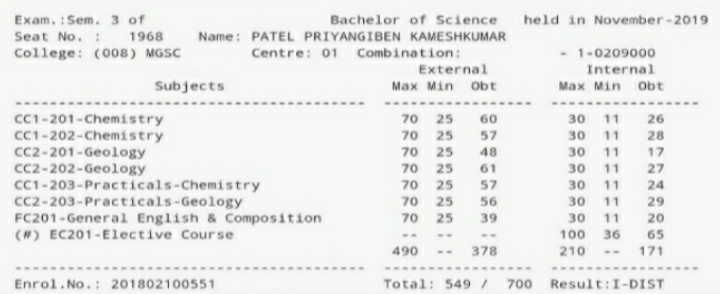 Exam.:Sem. 3 of Bachelor of Science held in November-2019
Seat No. : 1968 Name: PATEL PRIYANGIBEN KAMESHKUMAR
College: (008) MGSC Centre: 01 Combination: - 1-0209000
External Internal
Subjects Max Min Obt Max Min Obt
CC1-201-Chemistry 70 25 60 30 11 26
CC1-202-Chemistry 70 25 57 30 11 28
CC2-201-Geology 70 25 48 30 11 17
CC2-202-Geology 70 25 61 30 11 27
CC1-203-Practicals-Chemistry 70 25 57 30 11 24
CC2-203-Practicals-Geology 70 25 56 30 11 29
FC201-General English & Composition 70 25 39 30 11 20
(#) EC201-Elective Course -- -- -- 100 36 65
490 -- 378 210 -- 171
Enrol.No.: 201802100551 Total: 549 / 700 Result:I-DIST